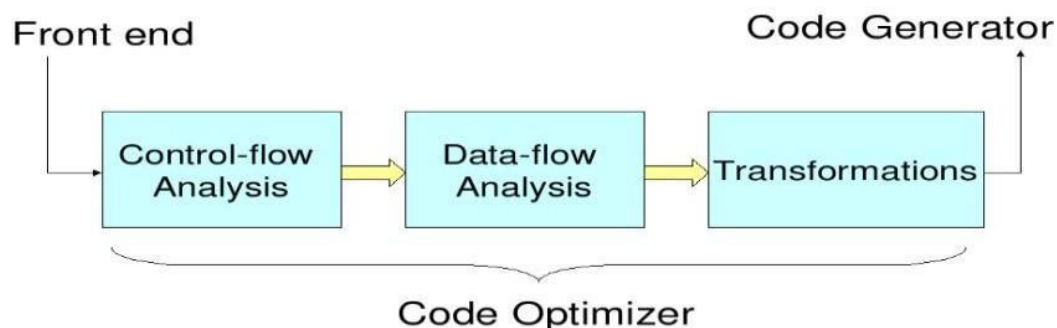 Front end
Code Generator
Control-flow
Analysis
Data-flow
Analysis
Transformations
Code Optimizer